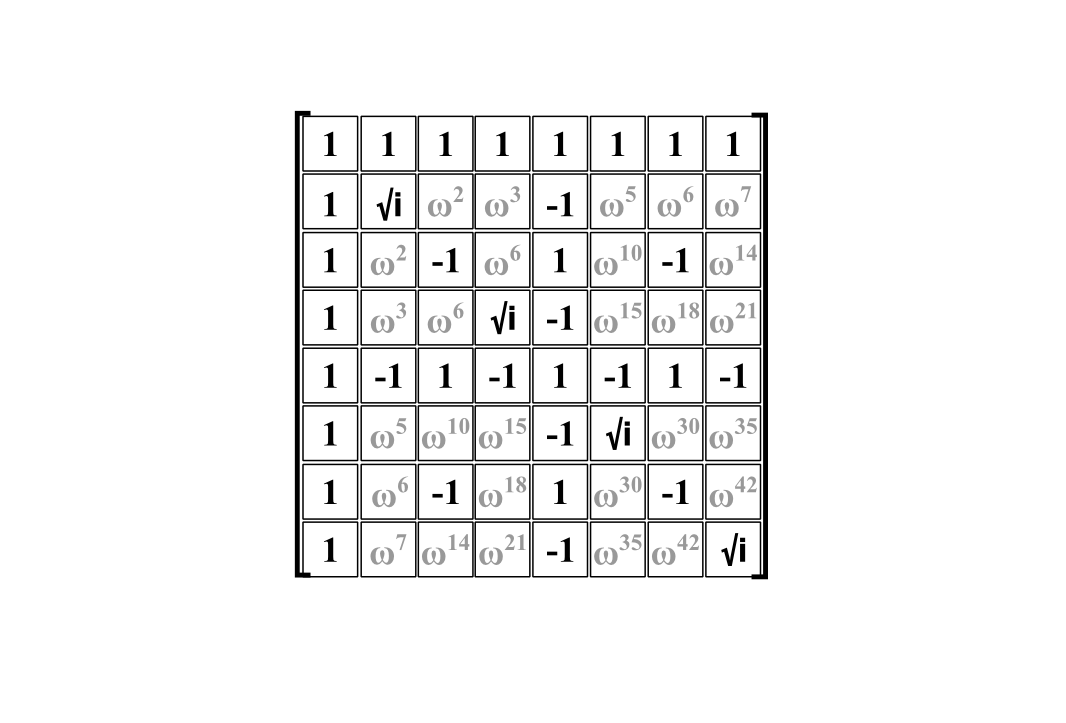 1 1 1 1 1 1 1 1
1 √i ω² ω³ -1 ω⁵ ω⁶ ω⁷
1 ω² -1 ω⁶ 1 ω¹⁰ -1 ω¹⁴
1 ω³ ω⁶ √i -1 ω¹⁵ ω¹⁸ ω²¹
1 -1 1 -1 1 -1 1 -1
1 ω⁵ ω¹⁰ ω¹⁵ -1 √i ω³⁰ ω³⁵
1 ω⁶ -1 ω¹⁸ 1 ω³⁰ -1 ω⁴²
1 ω⁷ ω¹⁴ ω²¹ -1 ω³⁵ ω⁴² √i